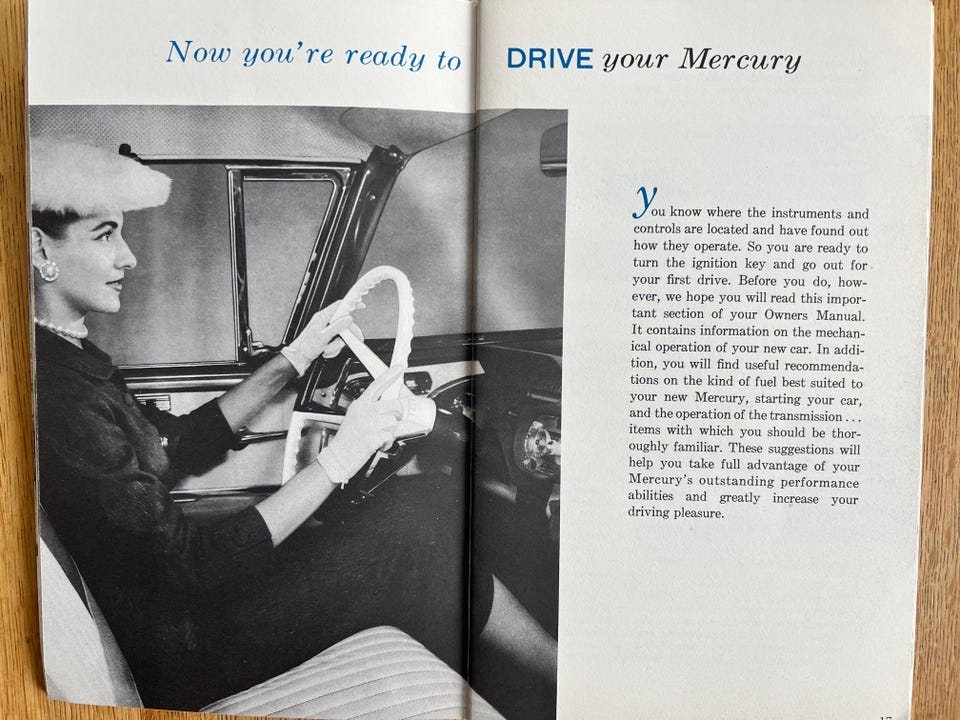 Now you're ready to DRIVE your Mercury
you know where the instruments and
controls are located and have found out
how they operate. So you are ready to
turn the ignition key and go out for
your first drive. Before you do, how-
ever, we hope you will read this impor-
tant section of your Owners Manual.
It contains information on the mechan-
ical operation of your new car. In addi-
tion, you will find useful recommenda-
tions on the kind of fuel best suited to
your new Mercury, starting your car,
and the operation of the transmission...
items with which you should be thor-
oughly familiar. These suggestions will
help you take full advantage of your
Mercury's outstanding performance
abilities and greatly increase your
driving pleasure.